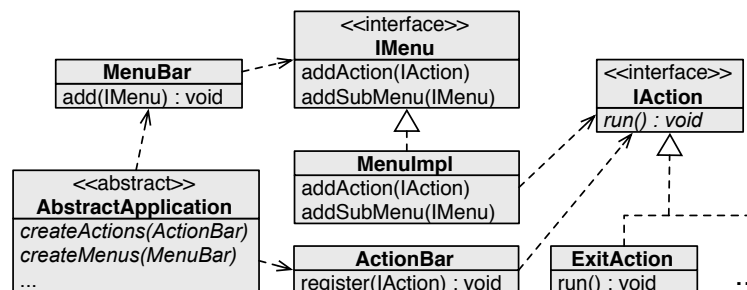 <<interface>>
IMenu
addAction(IAction)
addSubMenu(IMenu)
MenuBar
add(IMenu) : void
<<interface>>
IAction
run() : void
MenuImpl
addAction(IAction)
addSubMenu(IMenu)
<<abstract>>
AbstractApplication
createActions(ActionBar)
createMenus(MenuBar)
...
ActionBar
register(IAction) : void
ExitAction
run() : void
...